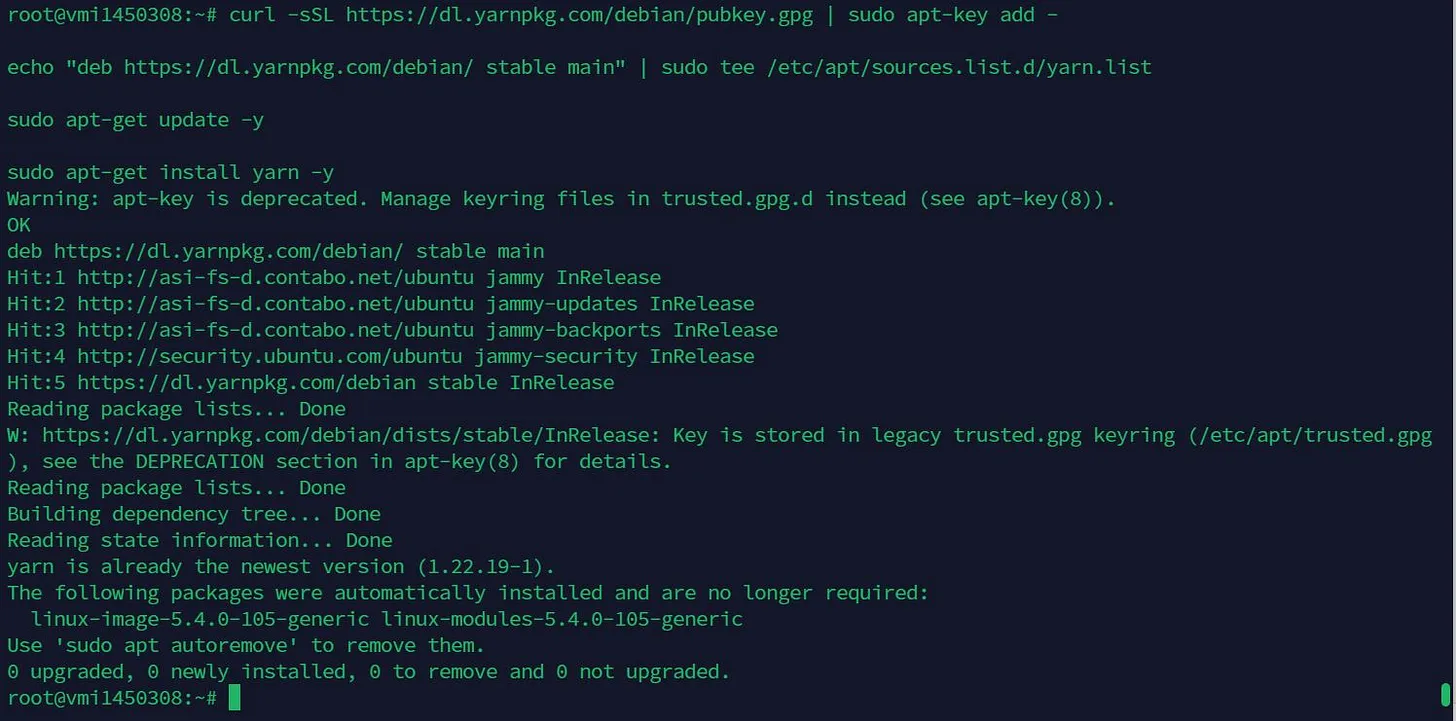 root@vmi1450308:~# curl -sSL https://dl.yarnpkg.com/debian/pubkey.gpg | sudo apt-key add -
echo "deb https://dl.yarnpkg.com/debian/ stable main" | sudo tee /etc/apt/sources.list.d/yarn.list
sudo apt-get update -y
sudo apt-get install yarn -y
Warning: apt-key is deprecated. Manage keyring files in trusted.gpg.d instead (see apt-key(8)).
OK
deb https://dl.yarnpkg.com/debian/ stable main
Hit:1 http://asi-fs-d.contabo.net/ubuntu jammy InRelease
Hit:2 http://asi-fs-d.contabo.net/ubuntu jammy-updates InRelease
Hit:3 http://asi-fs-d.contabo.net/ubuntu jammy-backports InRelease
Hit:4 http://security.ubuntu.com/ubuntu jammy-security InRelease
Hit:5 https://dl.yarnpkg.com/debian stable InRelease
Reading package lists... Done
W: https://dl.yarnpkg.com/debian/dists/stable/InRelease: Key is stored in legacy trusted.gpg keyring (/etc/apt/trusted.gpg
), see the DEPRECATION section in apt-key(8) for details.
Reading package lists... Done
Building dependency tree... Done
Reading state information... Done
yarn is already the newest version (1.22.19-1).
The following packages were automatically installed and are no longer required:
  linux-image-5.4.0-105-generic linux-modules-5.4.0-105-generic
Use 'sudo apt autoremove' to remove them.
0 upgraded, 0 newly installed, 0 to remove and 0 not upgraded.
root@vmi1450308:~#